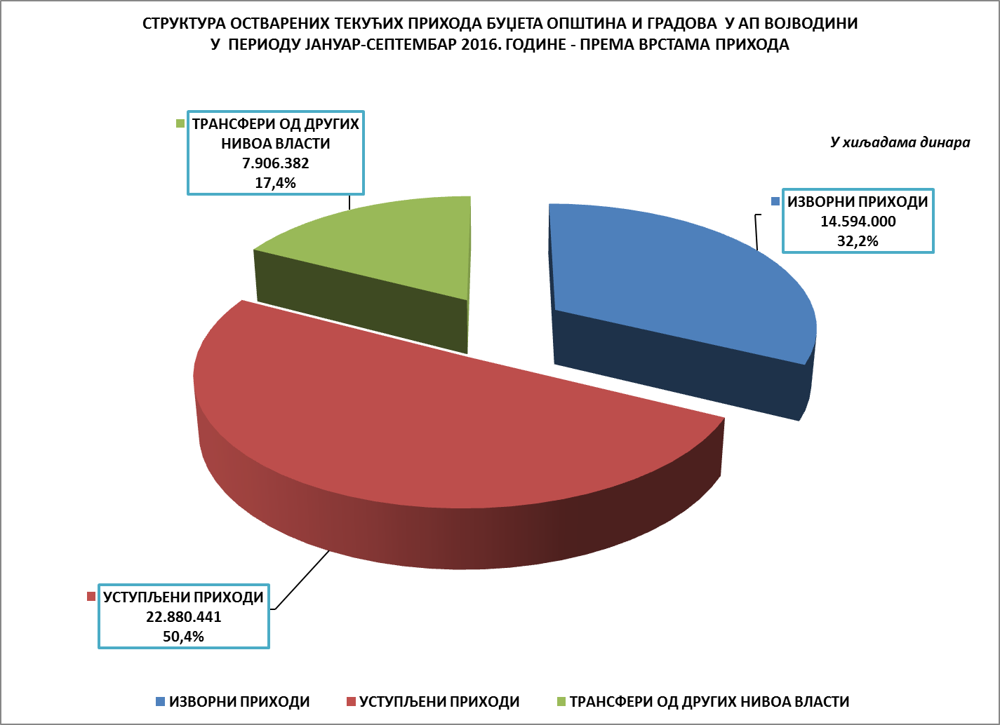 СТРУКТУРА ОСТВАРЕНИХ ТЕКУЋИХ ПРИХОДА БУЏЕТА ОПШТИНА И ГРАДОВА У АП ВОЈВОДИНИ
У ПЕРИОДУ ЈАНУАР-СЕПТЕМБАР 2016. ГОДИНЕ - ПРЕМА ВРСТАМА ПРИХОДА
ТРАНСФЕРИ ОД ДРУГИХ
НИВОА ВЛАСТИ
7.906.382
17,4%
У хиљадама динара
ИЗВОРНИ ПРИХОДИ
14.594.000
32,2%
УСТУПЉЕНИ ПРИХОДИ
22.880.441
50,4%
ИЗВОРНИ ПРИХОДИ УСТУПЉЕНИ ПРИХОДИ ТРАНСФЕРИ ОД ДРУГИХ НИВОА ВЛАСТИ